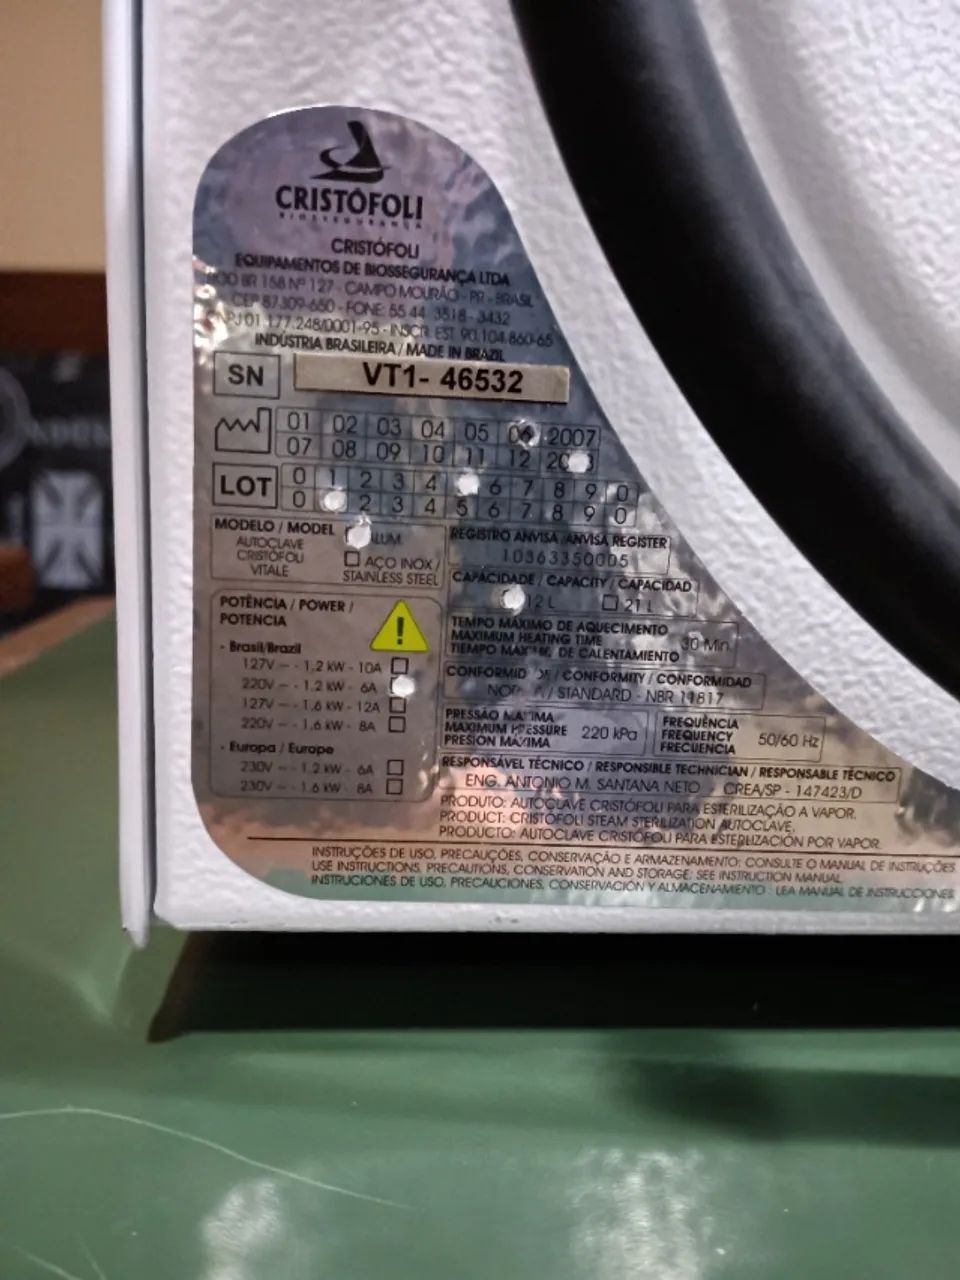 CRISTÓFOLI
BIOSSEGURANÇA
CRISTÓFOLI
EQUIPAMENTOS DE BIOSSEGURANÇA LTDA
BR 158 Nº 127 - CAMPO MOURÃO - PR - BRASIL
CEP 87.309-650 - FONE: 55 44 3518 - 3432
CNPJ 01.177.248/0001-95 - INSCR. EST. 90.104.860-65
INDÚSTRIA BRASILEIRA / MADE IN BRAZIL
SN VT1- 46532
01 02 03 04 05 06 2007
07 08 09 10 11 12
LOT
0 1 2 3 4 6 7 8 9 0
0 2 3 4 5 6 7 8 9 0
MODELO / MODEL
AUTOCLAVE
CRISTÓFOLI
VITALE
ALUM.
AÇO INOX /
STAINLESS STEEL
REGISTRO ANVISA /ANVISA REGISTER
10363350005
CAPACIDADE / CAPACITY / CAPACIDAD
12 L 21 L
POTÊNCIA / POWER /
POTENCIA
- Brasil/Brazil
127V ~ - 1,2 kW - 10A
220V ~ - 1,2 kW - 6A
127V ~ - 1,6 kW - 12A
220V ~ - 1,6 kW - 8A
- Europa / Europe
230V ~ - 1,2 kW - 6A
230V ~ - 1,6 kW - 8A
TEMPO MÁXIMO DE AQUECIMENTO
MAXIMUM HEATING TIME
TIEMPO MAXIMO DE CALENTAMIENTO
30 Min.
CONFORMIDADE / CONFORMITY / CONFORMIDAD
NORMA / STANDARD - NBR 11817
PRESSÃO MÁXIMA
MAXIMUM PRESSURE
PRESION MÁXIMA
220 kPa
FREQUÊNCIA
FREQUENCY
FRECUENCIA
50/60 Hz
RESPONSÁVEL TÉCNICO / RESPONSIBLE TECHNICIAN / RESPONSABLE TÉCNICO
ENG. ANTONIO M. SANTANA NETO - CREA/SP - 147423/D
PRODUTO: AUTOCLAVE CRISTÓFOLI PARA ESTERILIZAÇÃO A VAPOR.
PRODUCT: CRISTÓFOLI STEAM STERILIZATION AUTOCLAVE.
PRODUCTO: AUTOCLAVE CRISTÓFOLI PARA ESTERILIZACIÓN POR VAPOR.
INSTRUÇÕES DE USO, PRECAUÇÕES, CONSERVAÇÃO E ARMAZENAMENTO: CONSULTE O MANUAL DE INSTRUÇÕES
USE INSTRUCTIONS, PRECAUTIONS, CONSERVATION AND STORAGE: SEE INSTRUCTION MANUAL
INSTRUCIONES DE USO, PRECAUCIONES, CONSERVACIÓN Y ALMACENAMIENTO : LEA MANUAL DE INSTRUCCIONES